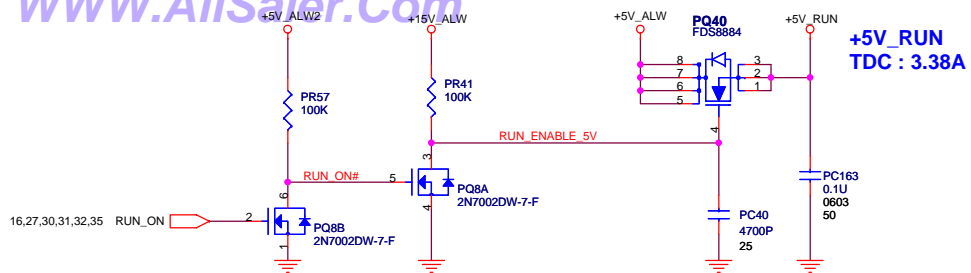 www.AllSaler.Com
+5V_ALW2
+15V_ALW
+5V_ALW
PQ40
FDS8884
+5V_RUN
+5V_RUN
TDC : 3.38A
8
7
6
5
3
2
1
4
PR57
100K
PR41
100K
RUN_ENABLE_5V
RUN_ON#
5
3
4
PQ8A
2N7002DW-7-F
PC163
0.1U
0603
50
16,27,30,31,32,35
RUN_ON
2
6
1
PQ8B
2N7002DW-7-F
PC40
4700P
25